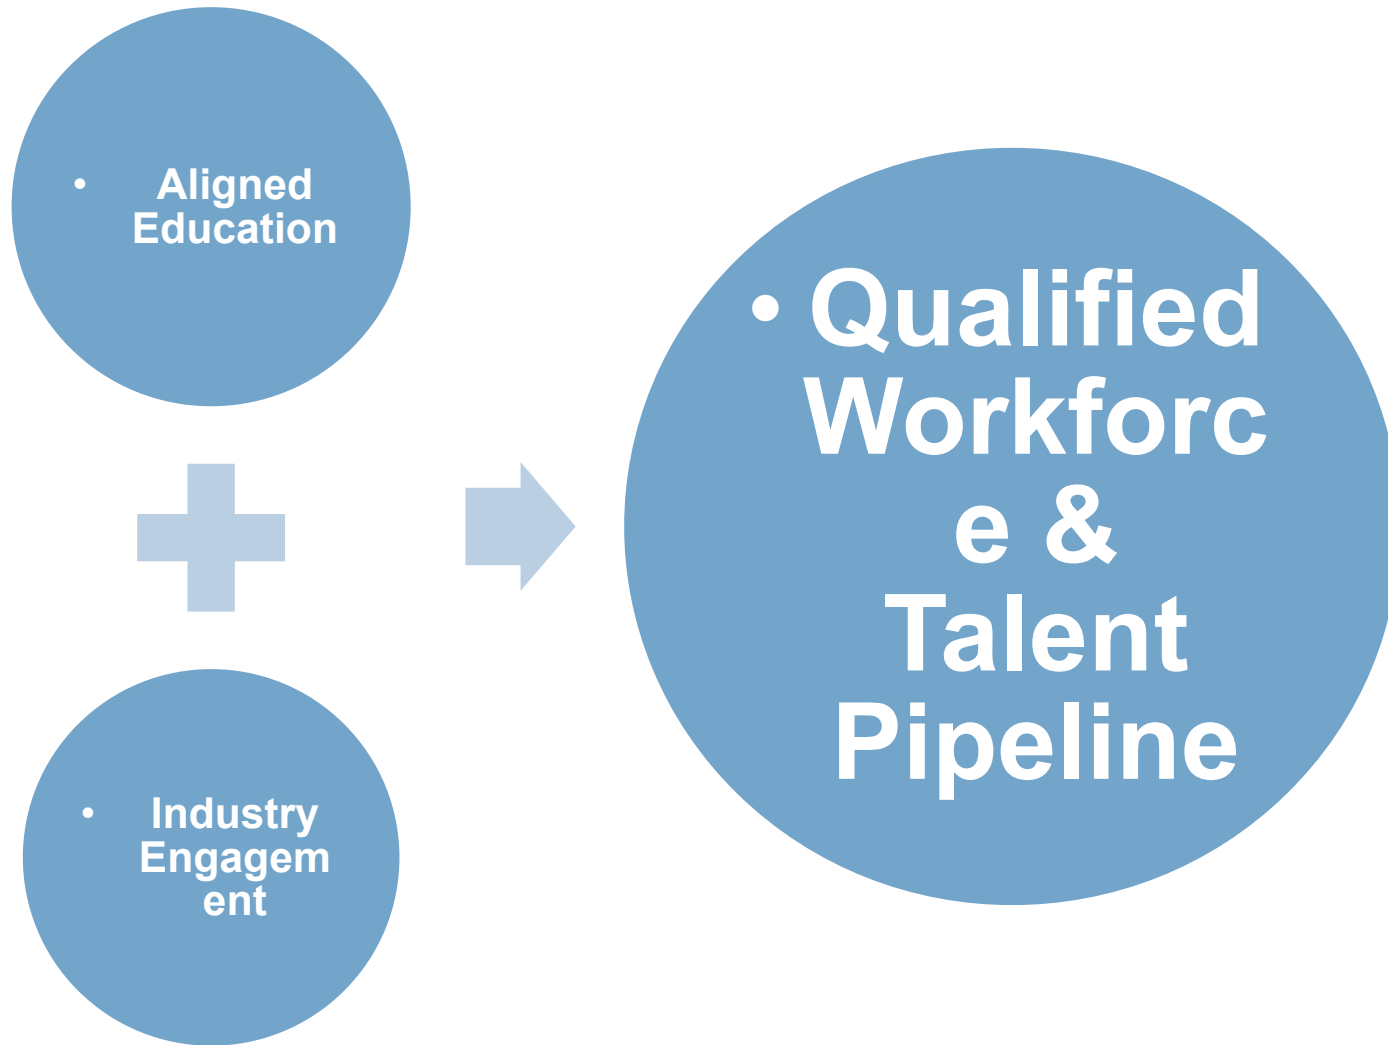 • Aligned
Education
• Industry
Engagem
ent
• Qualified
Workforc
e &
Talent
Pipeline